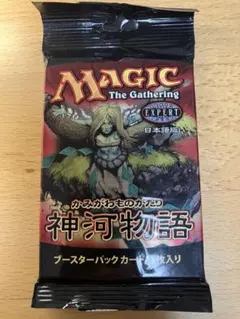 MAGIC
The Gathering
EXPERT
日本語版
かみがわものがたり
神河物語
ブースターパック カード15枚入り